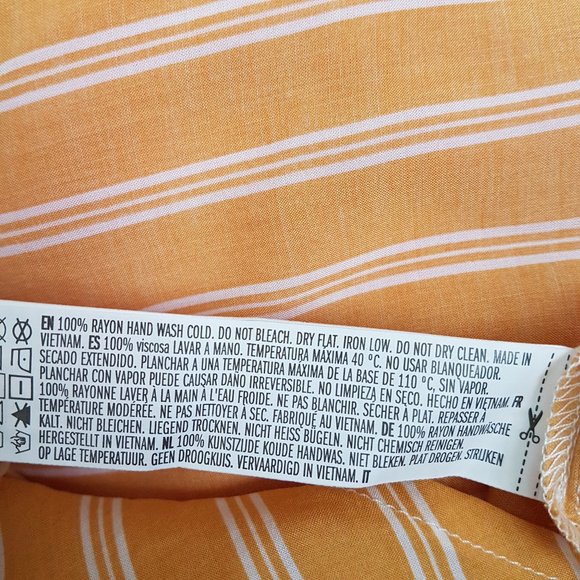 EN 100% RAYON HAND WASH COLD. DO NOT BLEACH. DRY FLAT. IRON LOW. DO NOT DRY CLEAN. MADE IN
VIETNAM. ES 100% viscosa LAVAR A MANO. TEMPERATURA MÁXIMA 40 °C. NO USAR BLANQUEADOR.
SECADO EXTENDIDO. PLANCHAR A UNA TEMPERATURA MÁXIMA DE LA BASE DE 110 °C, SIN VAPOR.
PLANCHAR CON VAPOR PUEDE CAUSAR DAÑO IRREVERSIBLE. NO LIMPIEZA EN SECO. HECHO EN VIETNAM. FR
100% RAYONNE LAVER À LA MAIN À L'EAU FROIDE. NE PAS BLANCHIR. SÉCHER À PLAT. REPASSER À
TEMPÉRATURE MODÉRÉE. NE PAS NETTOYER À SEC. FABRIQUÉ AU VIETNAM. DE 100% RAYON HANDWÄSCHE
KALT. NICHT BLEICHEN. LIEGEND TROCKNEN. NICHT HEISS BÜGELN. NICHT CHEMISCH REINIGEN.
HERGESTELLT IN VIETNAM. NL 100% KUNSTZIJDE KOUDE HANDWAS. NIET BLEKEN. PLAT DROGEN. STRIJKEN
OP LAGE TEMPERATUUR. GEEN DROOGKUIS. VERVAARDIGD IN VIETNAM. IT